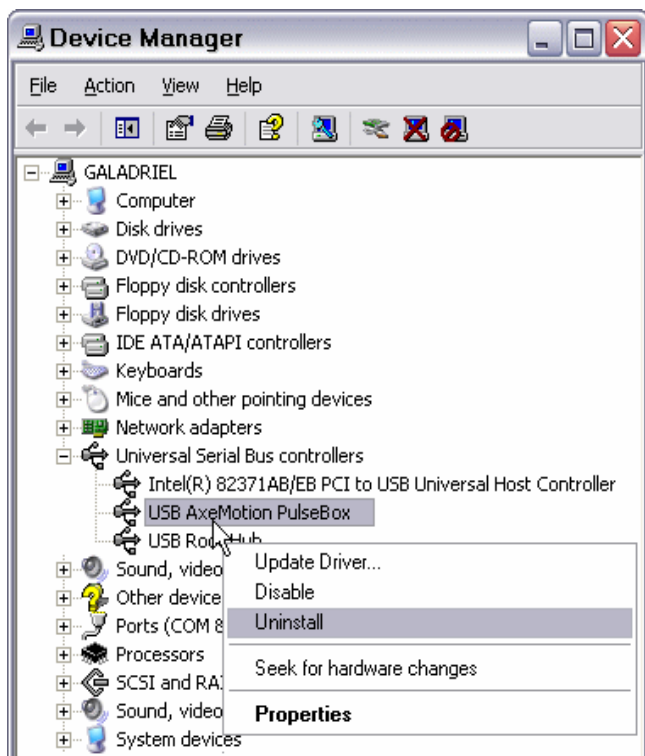 Device Manager
File Action View Help
GALADRIEL
Computer
Disk drives
DVD/CD-ROM drives
Floppy disk controllers
Floppy disk drives
IDE ATA/ATAPI controllers
Keyboards
Mice and other pointing devices
Network adapters
Universal Serial Bus controllers
Intel(R) 82371AB/EB PCI to USB Universal Host Controller
USB AxeMotion PulseBox
USB Root Hub
Sound, video
Other device
Ports (COM 8
Processors
SCSI and RA
Sound, video
System devices
Update Driver...
Disable
Uninstall
Seek for hardware changes
Properties